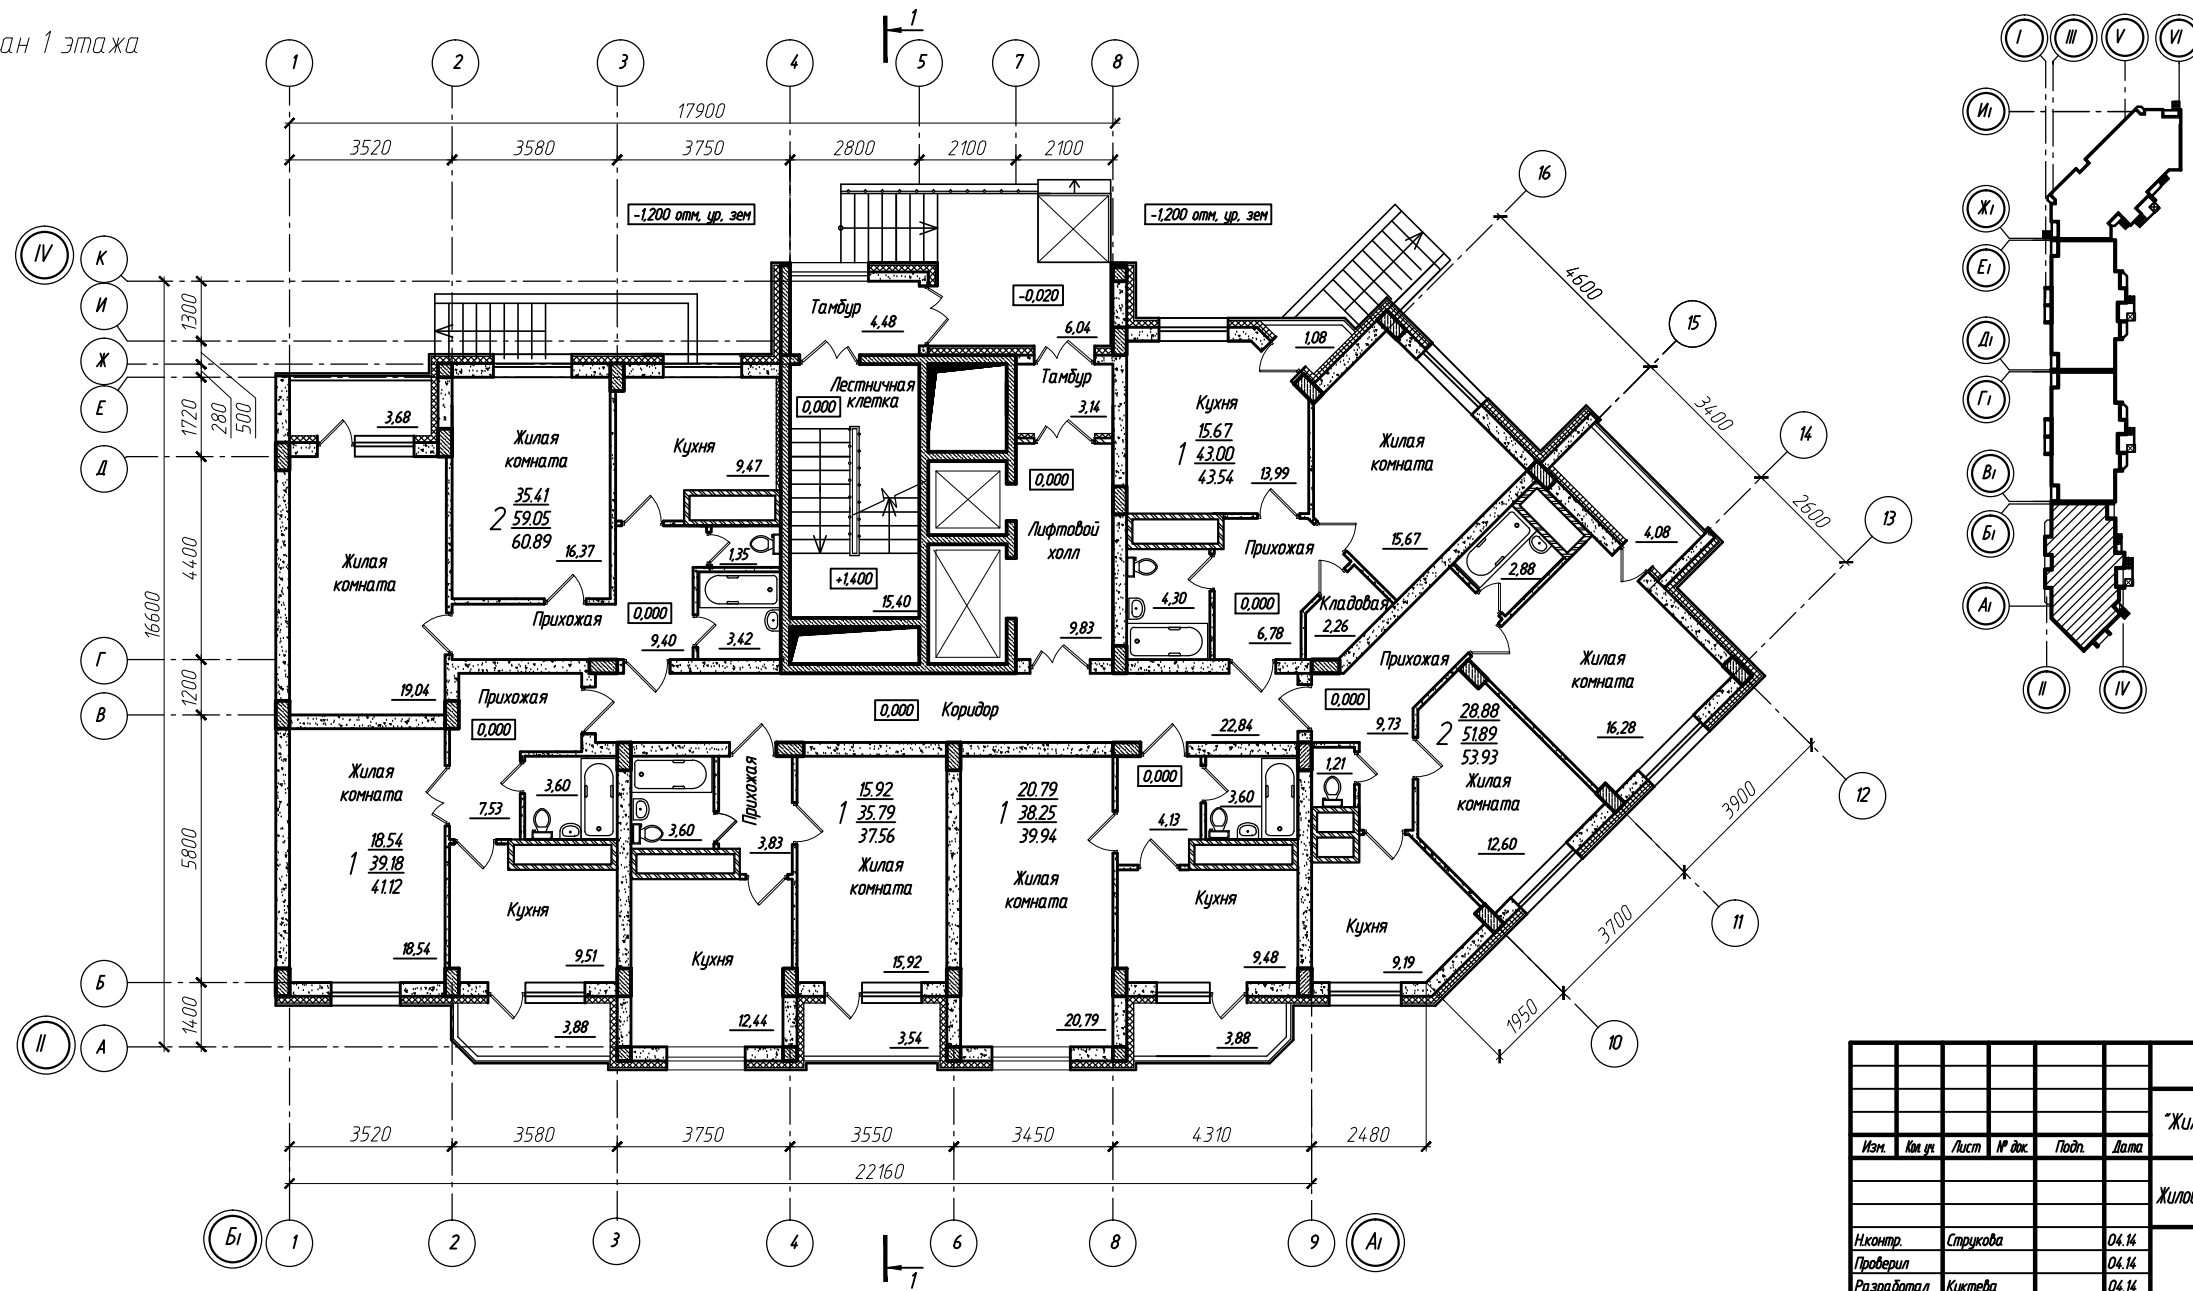 ан 1 этажа
1
1
2
3
4
5
7
8
17900
3520
3580
3750
2800
2100
2100
-1,200 отм. ур. зем
-1,200 отм. ур. зем
IV
К
И
Ж
Е
Д
Г
В
Б
А
II
1300
1720
280
500
4400
16600
1200
5800
1400
16
15
14
13
12
11
10
4600
3400
2600
3900
3700
1950
Тамбур
4,48
-0,020
6,04
1,08
Лестничная
клетка
0,000
Тамбур
3,14
3,68
Жилая
комната
35.41
2 59.05
60.89
16,37
Кухня
9,47
Кухня
15.67
1 43.00
43.54
13,99
Жилая
комната
15,67
0,000
Лифтовой
холл
9,83
Жилая
комната
19,04
1,35
+1,400
15,40
Прихожая
0,000
9,40
3,42
Прихожая
4,30
0,000
6,78
Кладовая
2,26
2,88
4,08
Прихожая
0,000
9,73
Жилая
комната
16,28
Прихожая
0,000
0,000
Коридор
22,84
28.88
2 51.89
53.93
Жилая
комната
12,60
Жилая
комната
18.54
1 39.18
41.12
18,54
7,53
3,60
Кухня
9,51
3,60
Прихожая
3,83
Кухня
12,44
15.92
1 35.79
37.56
Жилая
комната
15,92
20.79
1 38.25
39.94
Жилая
комната
20,79
0,000
4,13
3,60
Кухня
9,48
1,21
Кухня
9,19
3,88
3,54
3,88
3520
3580
3750
3550
3450
4310
2480
22160
Б1
1
2
3
4
6
8
9
А1
1
I
III
V
VI
И1
Ж1
Е1
Д1
Г1
В1
Б1
А1
II
IV
"Жил
Изм.
Кол. уч.
Лист
№ док.
Подп.
Дата
Жилов
Н.контр.
Струкова
04.14
Проверил
04.14
Разработал
Киктева
04.14